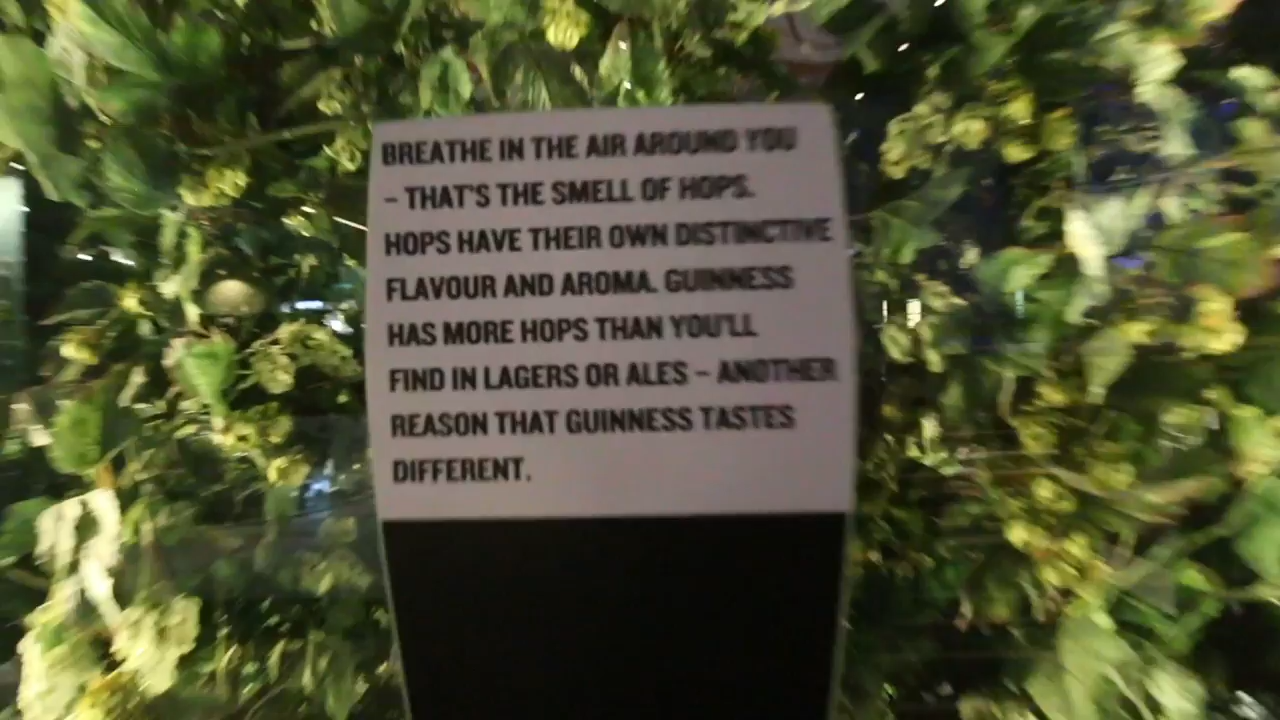 BREATHE IN THE AIR AROUND YOU
– THAT'S THE SMELL OF HOPS.
HOPS HAVE THEIR OWN DISTINCTIVE
FLAVOUR AND AROMA. GUINNESS
HAS MORE HOPS THAN YOU'LL
FIND IN LAGERS OR ALES – ANOTHER
REASON THAT GUINNESS TASTES
DIFFERENT.